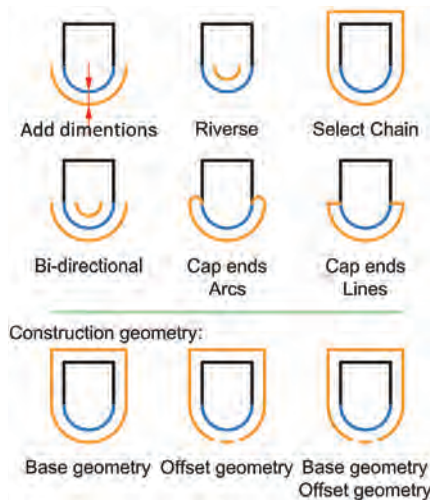 Add dimentions
Riverse
Select Chain
Bi-directional
Cap ends
Arcs
Cap ends
Lines
Construction geometry:
Base geometry
Offset geometry
Base geometry
Offset geometry